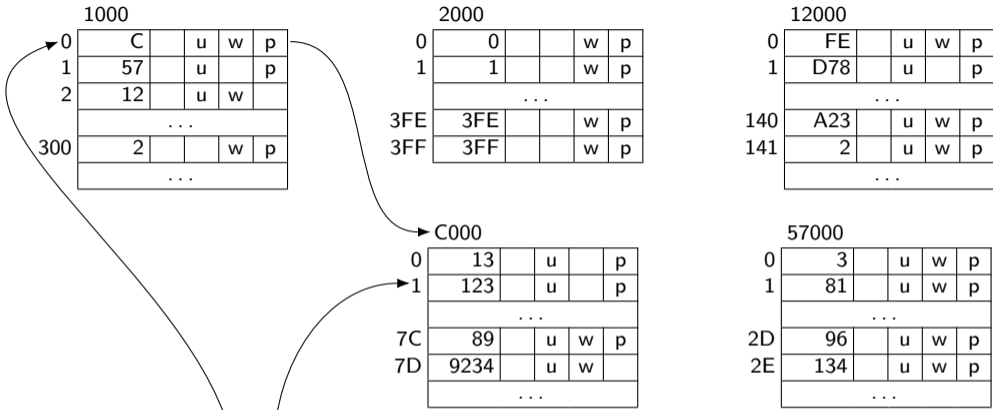 1000
0 C u w p
1 57 u p
2 12 u w
...
300 2 w p
...
2000
0 0 w p
1 1 w p
...
3FE 3FE w p
3FF 3FF w p
12000
0 FE u w p
1 D78 u p
...
140 A23 u w p
141 2 u w p
...
C000
0 13 u p
1 123 u p
...
7C 89 u w p
7D 9234 u w
...
57000
0 3 u w p
1 81 u w p
...
2D 96 u w p
2E 134 u w p
...